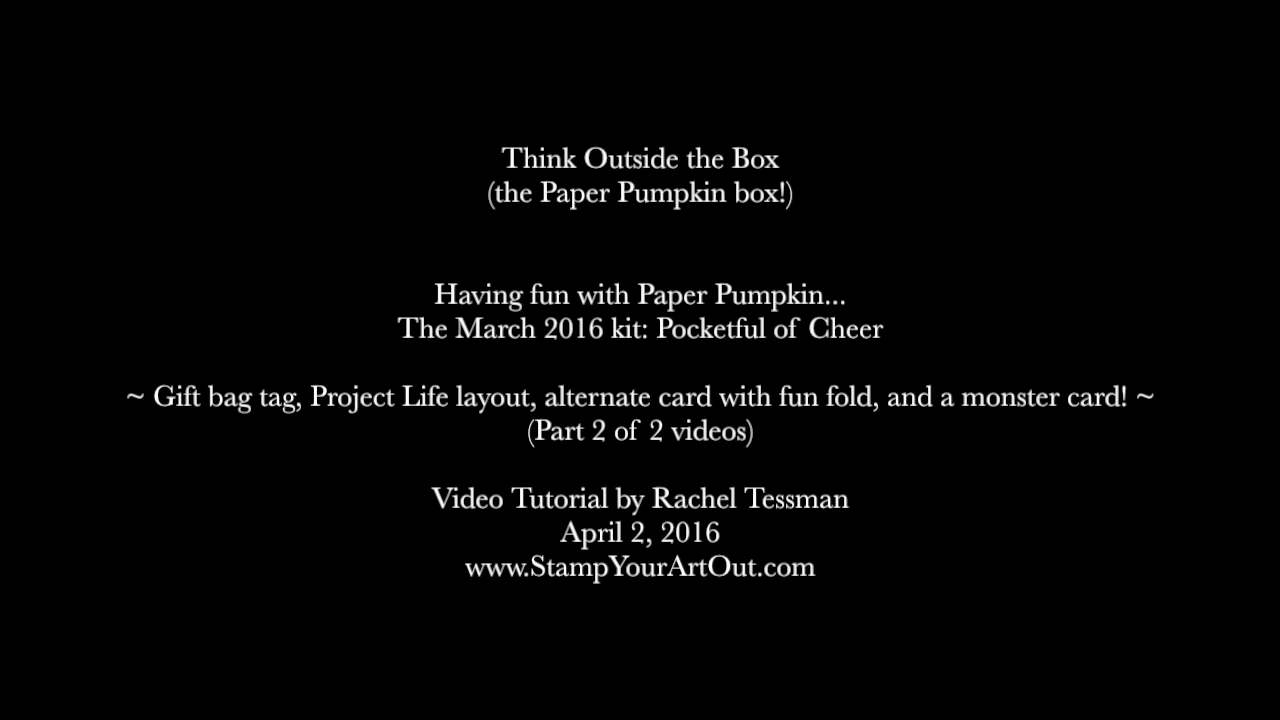 Think Outside the Box
(the Paper Pumpkin box!)
Having fun with Paper Pumpkin...
The March 2016 kit: Pocketful of Cheer
~ Gift bag tag, Project Life layout, alternate card with fun fold, and a monster card! ~
(Part 2 of 2 videos)
Video Tutorial by Rachel Tessman
April 2, 2016
www.StampYourArtOut.com